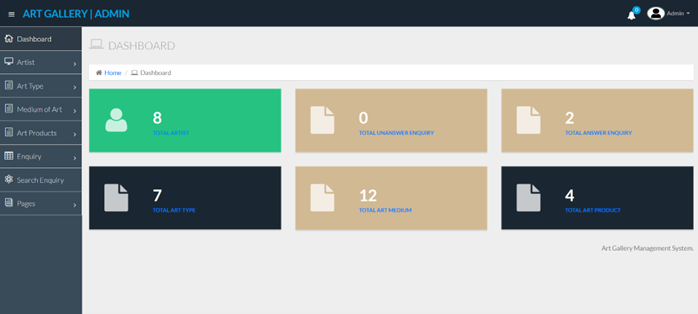 ART GALLERY | ADMIN
0
Admin
Dashboard
Artist
Art Type
Medium of Art
Art Products
Enquiry
Search Enquiry
Pages
DASHBOARD
Home / Dashboard
8
TOTAL ARTIST
0
TOTAL UNANSWER ENQUIRY
2
TOTAL ANSWER ENQUIRY
7
TOTAL ART TYPE
12
TOTAL ART MEDIUM
4
TOTAL ART PRODUCT
Art Gallery Management System.